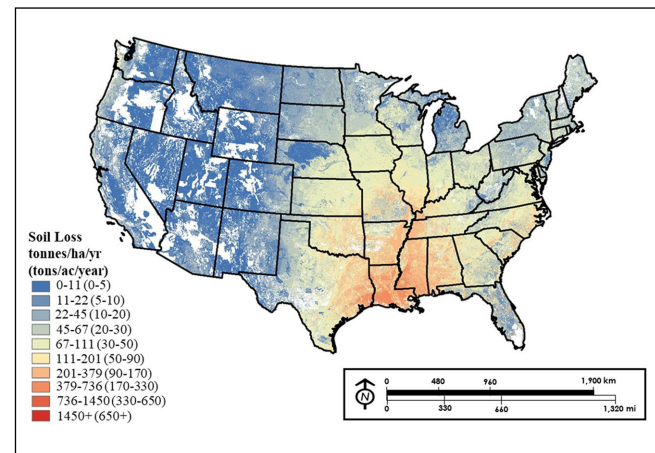 Soil Loss
tonnes/ha/yr
(tons/ac/year)
0-11 (0-5)
11-22 (5-10)
22-45 (10-20)
45-67 (20-30)
67-111 (30-50)
111-201 (50-90)
201-379 (90-170)
379-736 (170-330)
736-1450 (330-650)
1450+ (650+)
N
0 480 960 1,900 km
0 330 660 1,320 mi